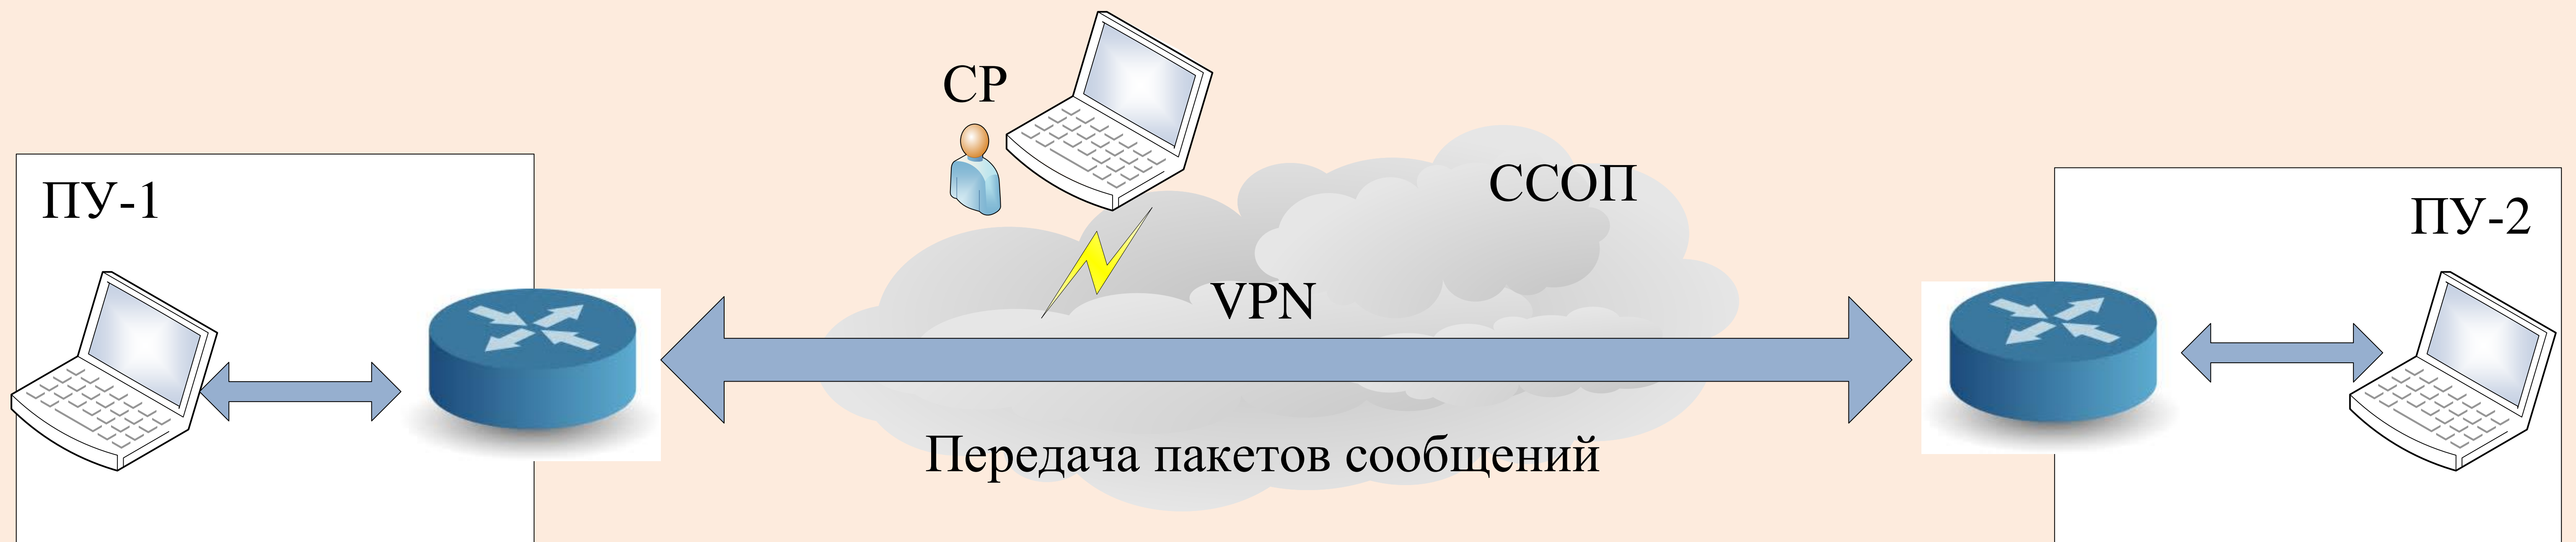 СР
ССОП
ПУ-1
ПУ-2
VPN
Передача пакетов сообщений